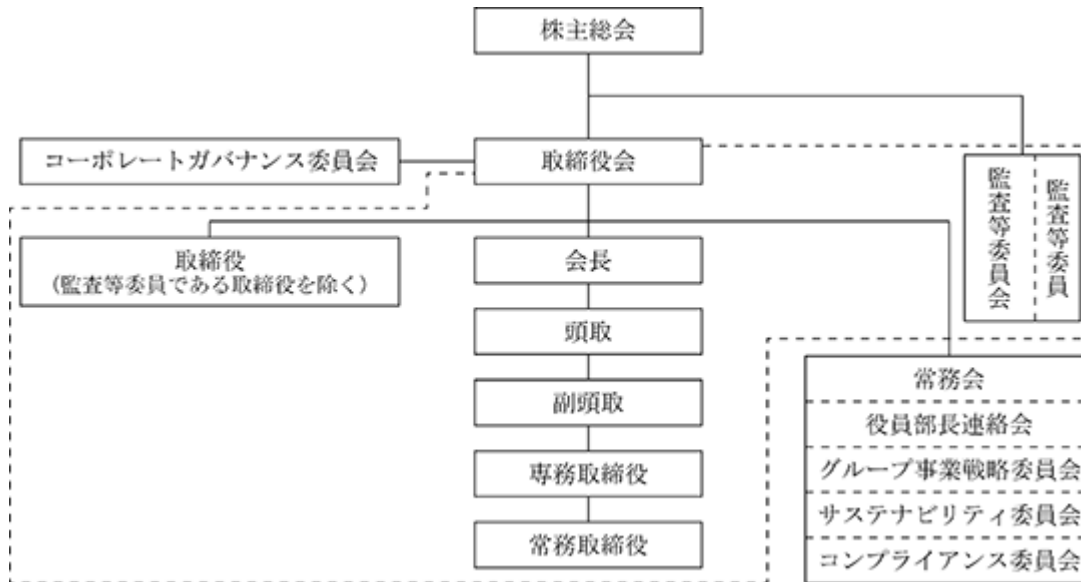 株主総会
コーポレートガバナンス委員会
取締役会
監査等委員会
監査等委員
取締役
(監査等委員である取締役を除く)
会長
頭取
副頭取
専務取締役
常務取締役
常務会
役員部長連絡会
グループ事業戦略委員会
サステナビリティ委員会
コンプライアンス委員会